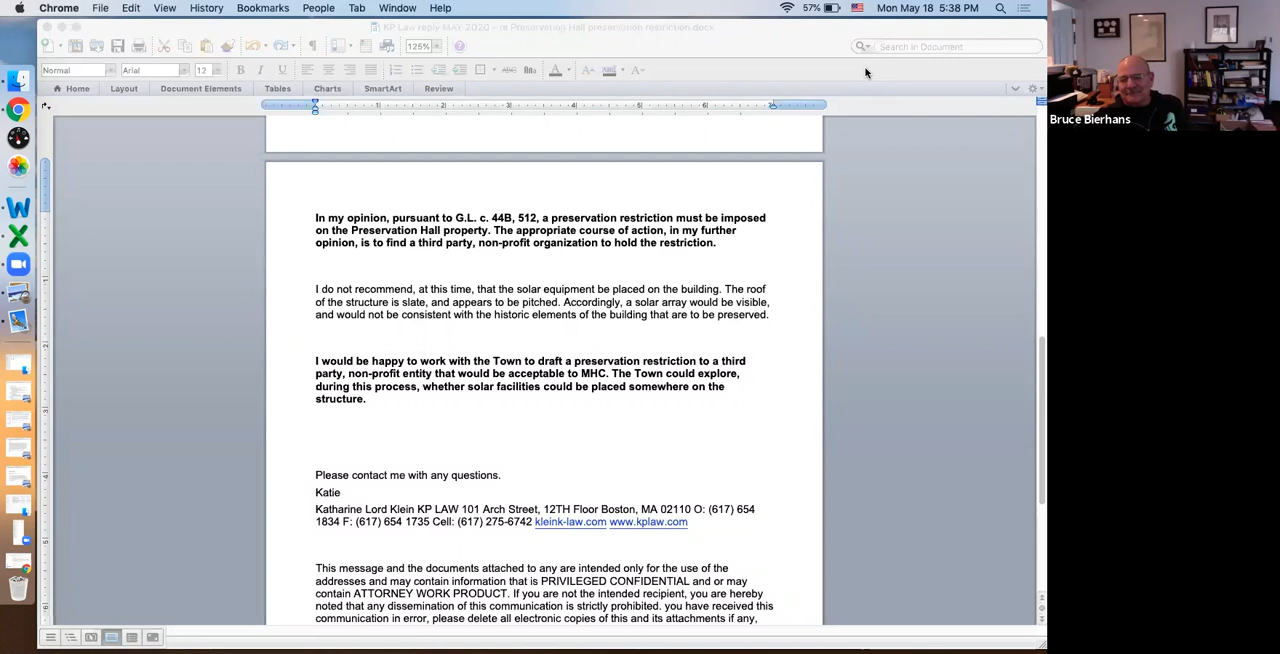 Chrome File Edit View History Bookmarks People Tab Window Help 57% Mon May 18 5:38 PM
KP Law reply MAY 2020 – re Preservation Hall preservation restriction.docx
125% Search in Document
Normal Arial 12 B I U ABC
Home Layout Document Elements Tables Charts SmartArt Review
Bruce Bierhans
In my opinion, pursuant to G.L. c. 44B, 512, a preservation restriction must be imposed
on the Preservation Hall property. The appropriate course of action, in my further
opinion, is to find a third party, non-profit organization to hold the restriction.
I do not recommend, at this time, that the solar equipment be placed on the building. The roof
of the structure is slate, and appears to be pitched. Accordingly, a solar array would be visible,
and would not be consistent with the historic elements of the building that are to be preserved.
I would be happy to work with the Town to draft a preservation restriction to a third
party, non-profit entity that would be acceptable to MHC. The Town could explore,
during this process, whether solar facilities could be placed somewhere on the
structure.
Please contact me with any questions.
Katie
Katharine Lord Klein KP LAW 101 Arch Street, 12TH Floor Boston, MA 02110 O: (617) 654
1834 F: (617) 654 1735 Cell: (617) 275-6742 kleink-law.com www.kplaw.com
This message and the documents attached to any are intended only for the use of the
addresses and may contain information that is PRIVILEGED CONFIDENTIAL and or may
contain ATTORNEY WORK PRODUCT. If you are not the intended recipient, you are hereby
noted that any dissemination of this communication is strictly prohibited. you have received this
communication in error, please delete all electronic copies of this and its attachments if any,